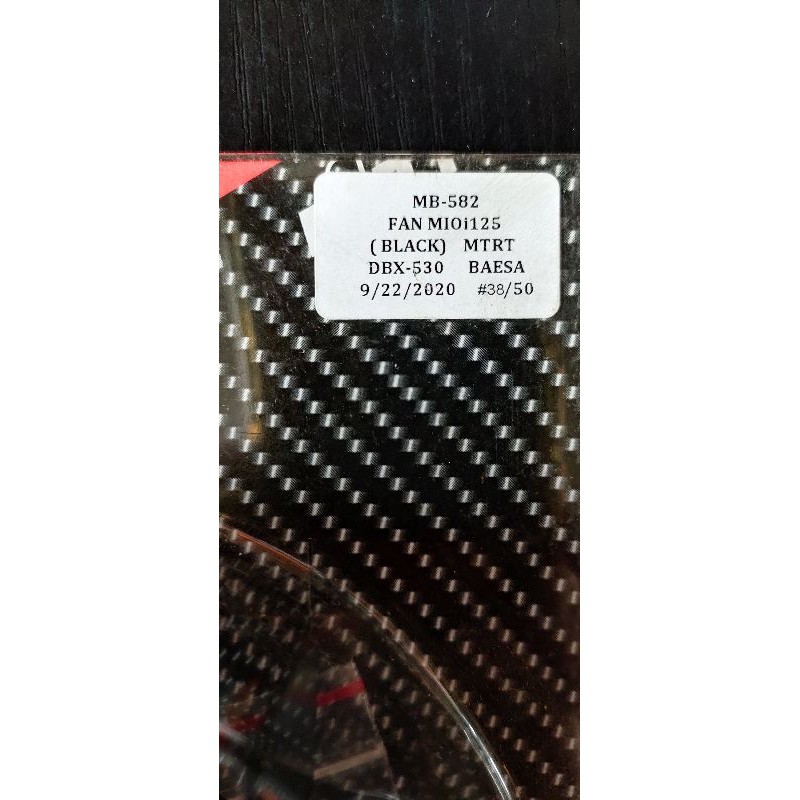 MB-582
FAN MIOi125
( BLACK) MTRT
DBX-530 BAESA
9/22/2020 #38/50